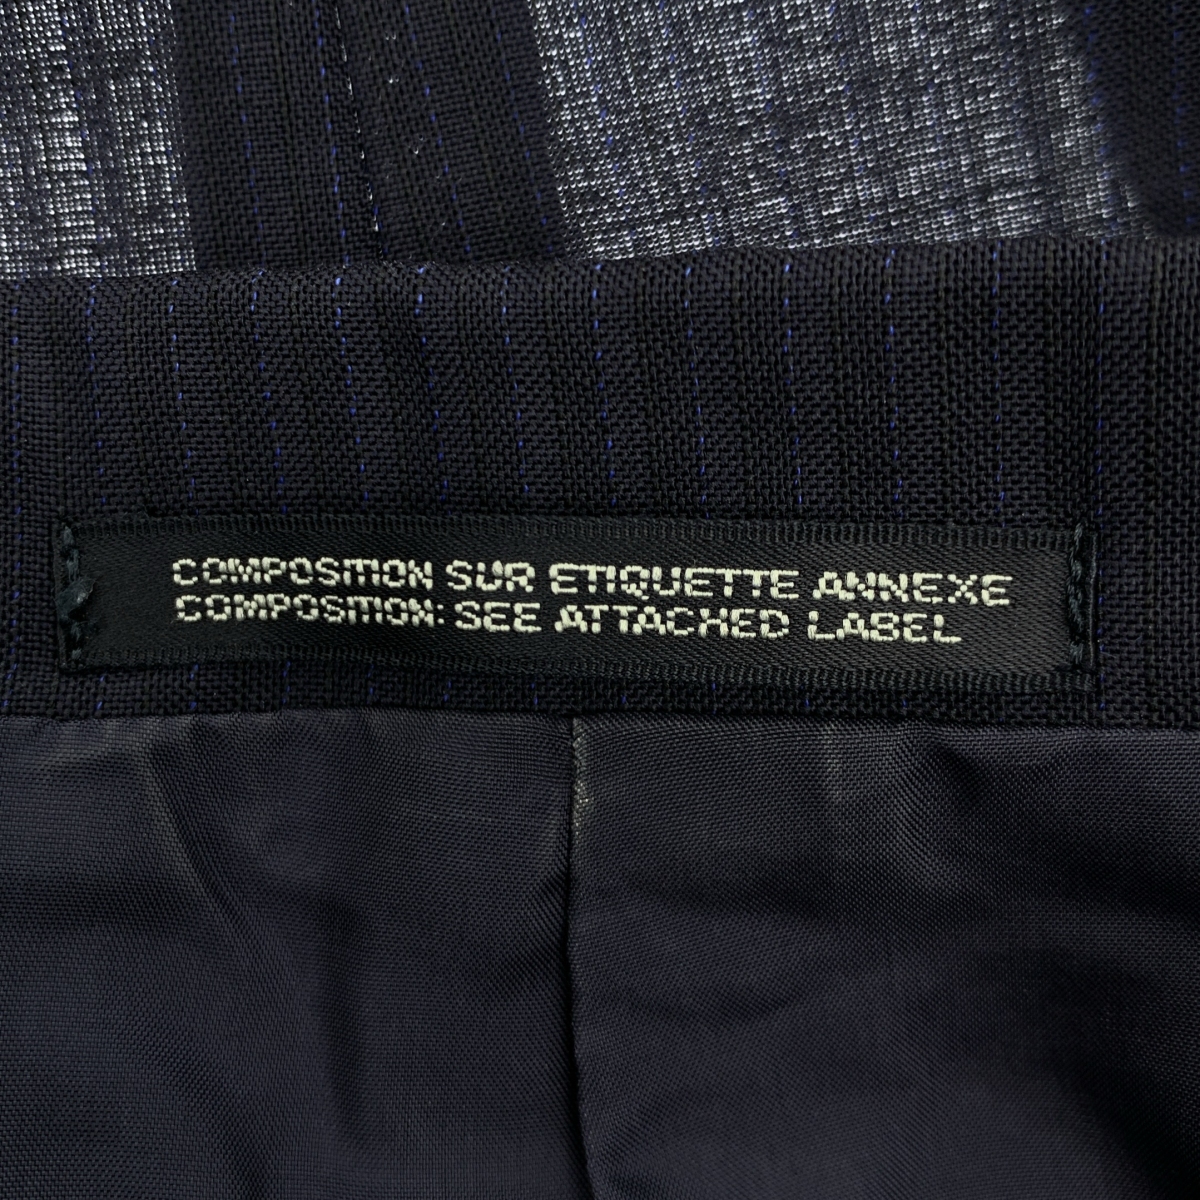 COMPOSITION SUR ETIQUETTE ANNEXE
COMPOSITION: SEE ATTACHED LABEL